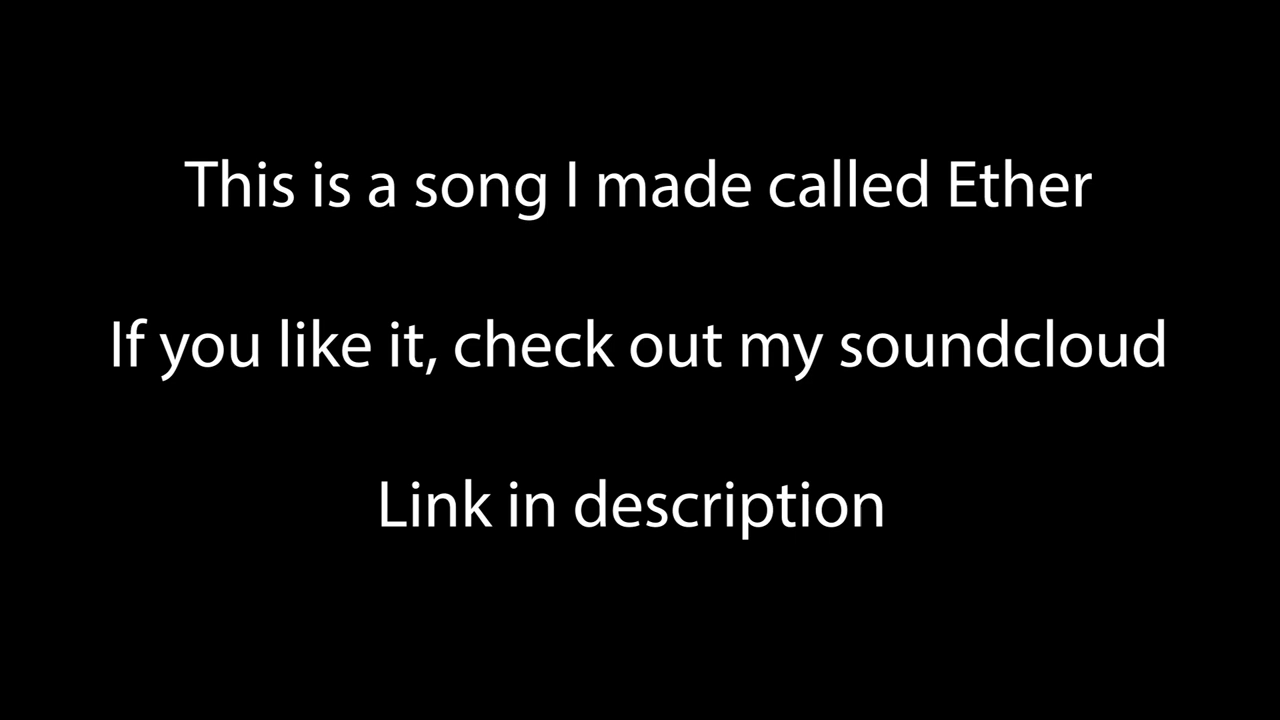 This is a song I made called Ether
If you like it, check out my soundcloud
Link in description